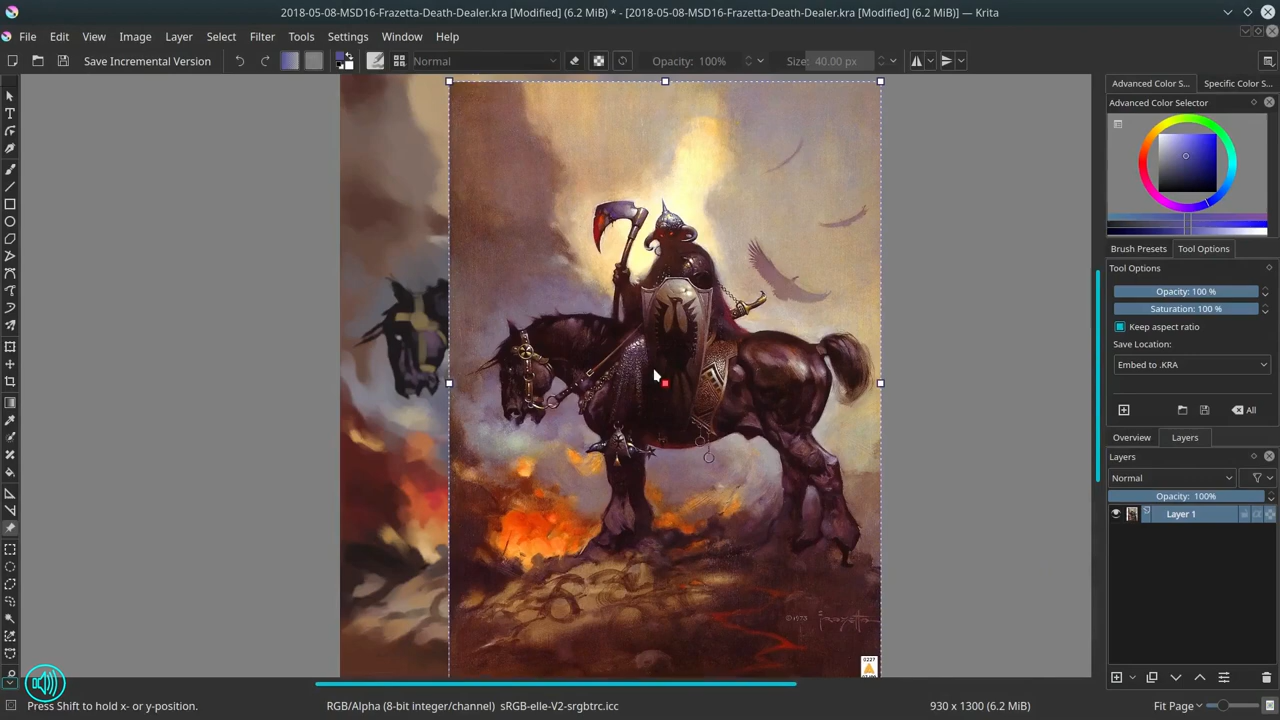 2018-05-08-MSD16-Frazetta-Death-Dealer.kra [Modified] (6.2 MiB) * - [2018-05-08-MSD16-Frazetta-Death-Dealer.kra [Modified] (6.2 MiB)] — Krita
File Edit View Image Layer Select Filter Tools Settings Window Help
Save Incremental Version Normal Opacity: 100% Size: 40.00 px
Advanced Color S... Specific Color S...
Advanced Color Selector
Brush Presets Tool Options
Tool Options
Opacity: 100 %
Saturation: 100 %
Keep aspect ratio
Save Location:
Embed to .KRA
All
Overview Layers
Layers
Normal
Opacity: 100%
Layer 1
©1973 Frazetta
0227
Press Shift to hold x- or y-position. RGB/Alpha (8-bit integer/channel) sRGB-elle-V2-srgbtrc.icc 930 x 1300 (6.2 MiB) Fit Page